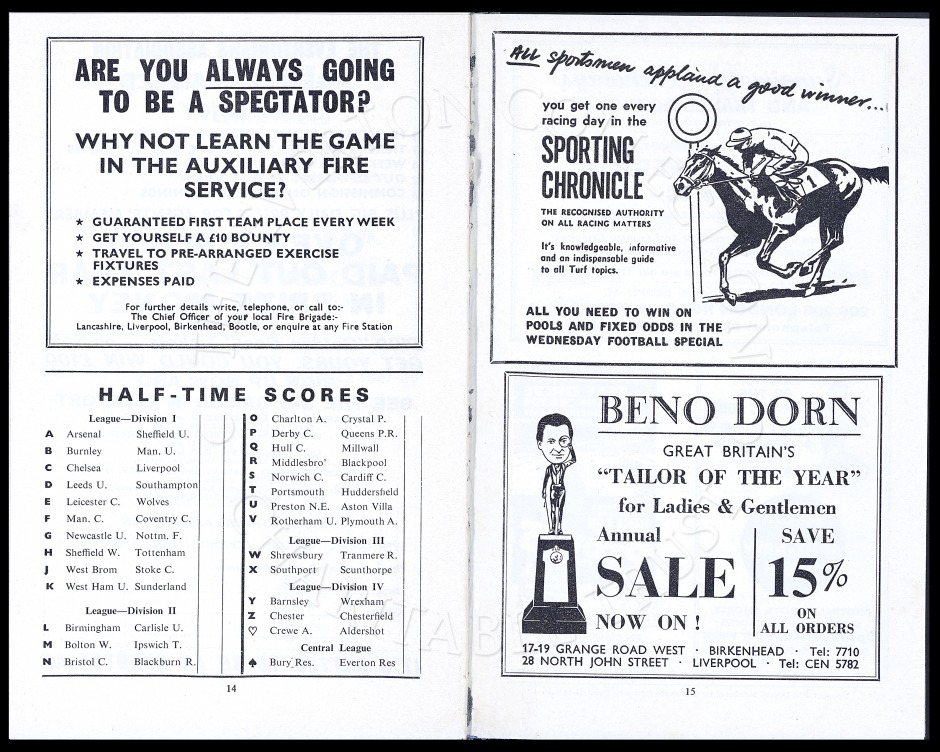 ARE YOU ALWAYS GOING
TO BE A SPECTATOR?
WHY NOT LEARN THE GAME
IN THE AUXILIARY FIRE
SERVICE?
★ GUARANTEED FIRST TEAM PLACE EVERY WEEK
★ GET YOURSELF A £10 BOUNTY
★ TRAVEL TO PRE-ARRANGED EXERCISE
FIXTURES
★ EXPENSES PAID
For further details write, telephone, or call to:-
The Chief Officer of your local Fire Brigade:-
Lancashire, Liverpool, Birkenhead, Bootle, or enquire at any Fire Station
HALF-TIME SCORES
League—Division I
A Arsenal Sheffield U.
B Burnley Man. U.
C Chelsea Liverpool
D Leeds U. Southampton
E Leicester C. Wolves
F Man. C. Coventry C.
G Newcastle U. Nottm. F.
H Sheffield W. Tottenham
J West Brom Stoke C.
K West Ham U. Sunderland
League—Division II
L Birmingham Carlisle U.
M Bolton W. Ipswich T.
N Bristol C. Blackburn R.
O Charlton A. Crystal P.
P Derby C. Queens P.R.
Q Hull C. Millwall
R Middlesbro' Blackpool
S Norwich C. Cardiff C.
T Portsmouth Huddersfield
U Preston N.E. Aston Villa
V Rotherham U. Plymouth A.
League—Division III
W Shrewsbury Tranmere R.
X Southport Scunthorpe
League—Division IV
Y Barnsley Wrexham
Z Chester Chesterfield
♡ Crewe A. Aldershot
Central League
♠ Bury Res. Everton Res
14
ALL sportsmen applaud a good winner...
you get one every
racing day in the
SPORTING
CHRONICLE
THE RECOGNISED AUTHORITY
ON ALL RACING MATTERS
It's knowledgeable, informative
and an indispensable guide
to all Turf topics.
1
ALL YOU NEED TO WIN ON
POOLS AND FIXED ODDS IN THE
WEDNESDAY FOOTBALL SPECIAL
BENO DORN
GREAT BRITAIN'S
“TAILOR OF THE YEAR”
for Ladies & Gentlemen
Annual
SALE
NOW ON !
SAVE
15%
ON
ALL ORDERS
17-19 GRANGE ROAD WEST · BIRKENHEAD · Tel: 7710
28 NORTH JOHN STREET · LIVERPOOL · Tel: CEN 5782
15